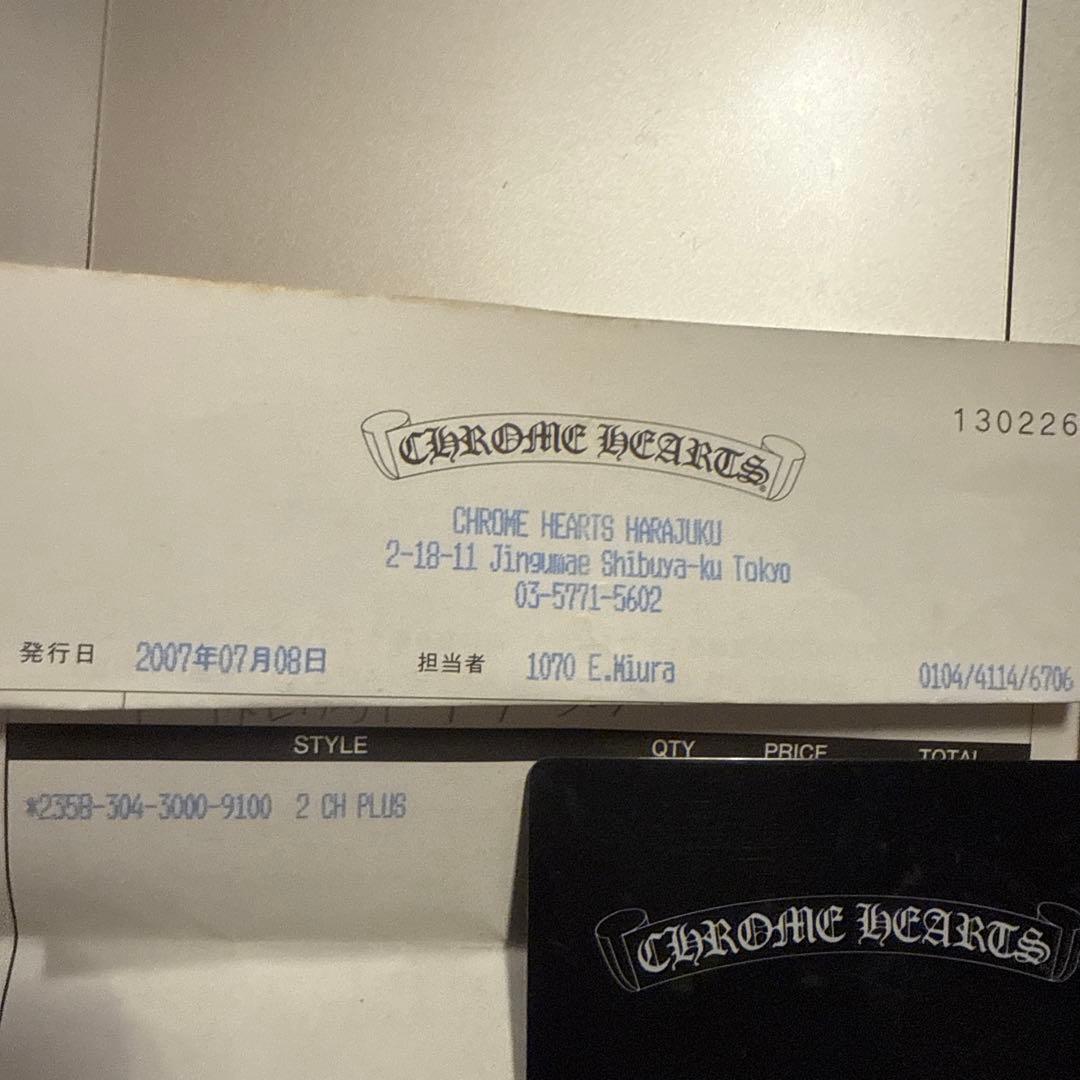 130226
CHROME HEARTS
CHROME HEARTS HARAJUKU
2-18-11 Jingumae Shibuya-ku Tokyo
03-5771-5602
発行日 2007年07月08日 担当者 1070 E.Miura 0104/4114/6706
STYLE QTY PRICE TOTAL
*235B-304-3000-9100 2 CH PLUS
CHROME HEARTS